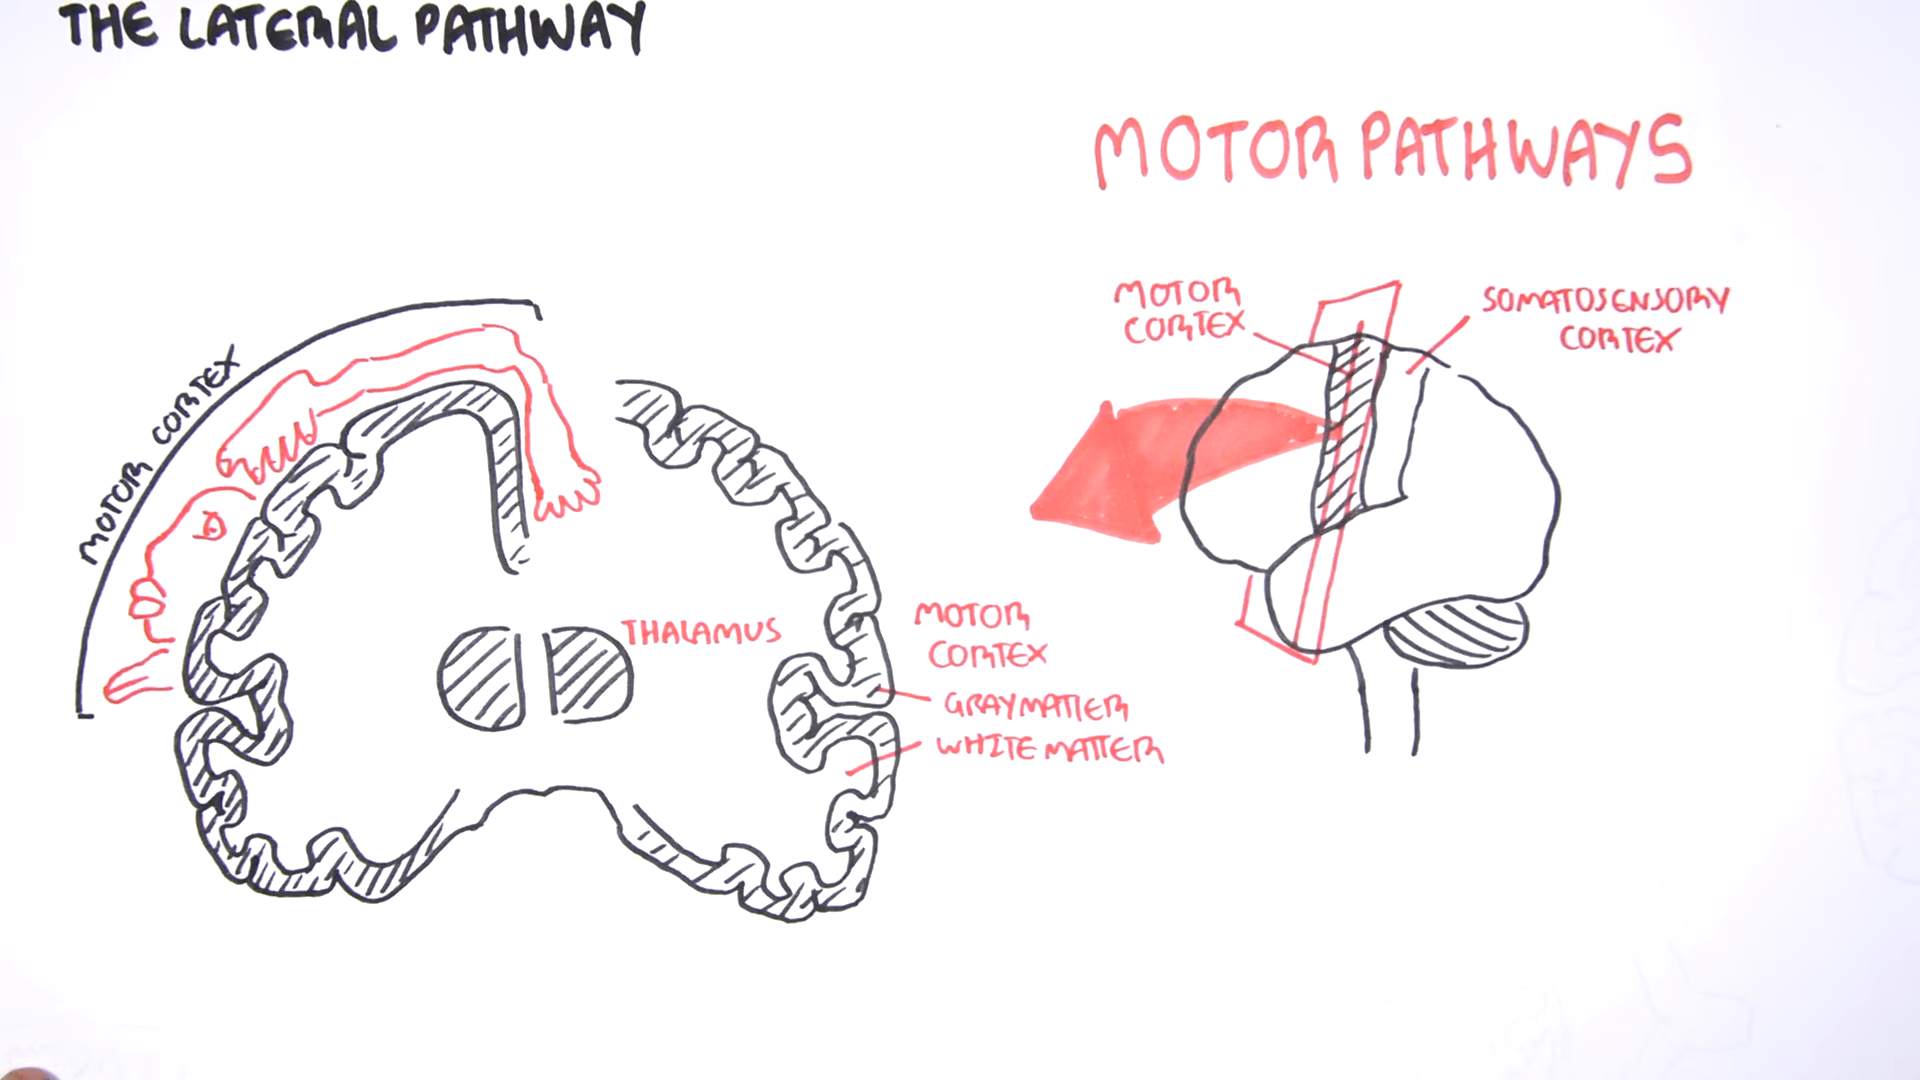 THE LATERAL PATHWAY
MOTOR PATHWAYS
MOTOR
CORTEX
SOMATOSENSORY
CORTEX
MOTOR CORTEX
THALAMUS
MOTOR
CORTEX
GRAY MATTER
WHITE MATTER